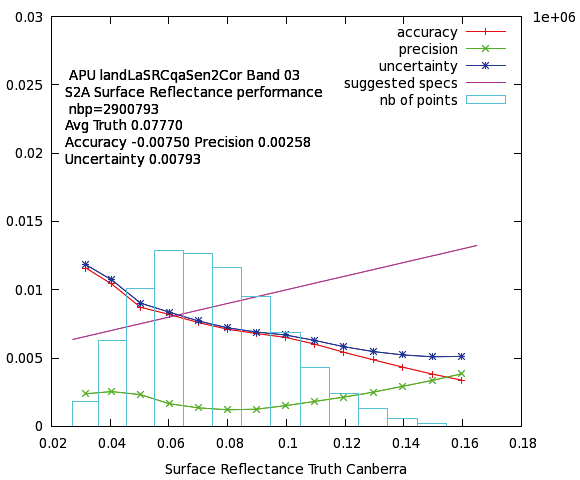 0.03
0.025
0.02
0.015
0.01
0.005
0
1e+06
accuracy
precision
uncertainty
suggested specs
nb of points
APU landLaSRCqaSen2Cor Band 03
S2A Surface Reflectance performance
nbp=2900793
Avg Truth 0.07770
Accuracy -0.00750 Precision 0.00258
Uncertainty 0.00793
0.02 0.04 0.06 0.08 0.1 0.12 0.14 0.16 0.18
Surface Reflectance Truth Canberra